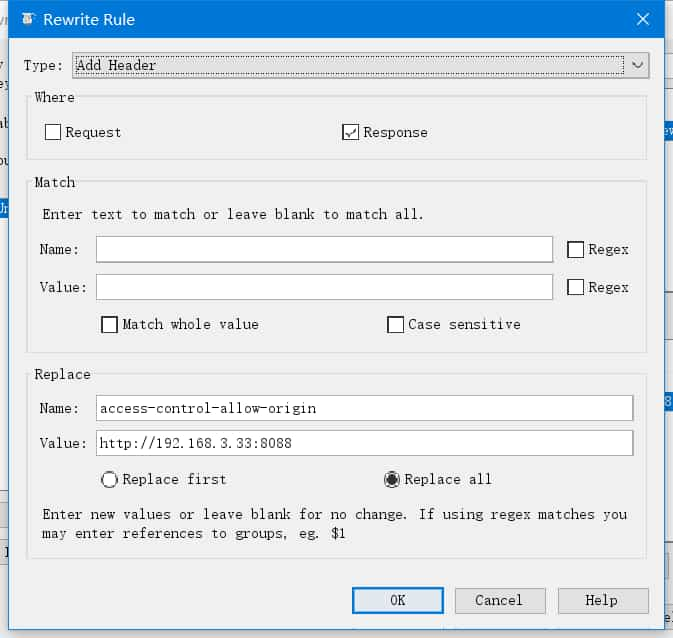 Rewrite Rule
Type: Add Header
Where
Request Response
Match
Enter text to match or leave blank to match all.
Name: Regex
Value: Regex
Match whole value Case sensitive
Replace
Name: access-control-allow-origin
Value: http://192.168.3.33:8088
Replace first Replace all
Enter new values or leave blank for no change. If using regex matches you
may enter references to groups, eg. $1
OK Cancel Help